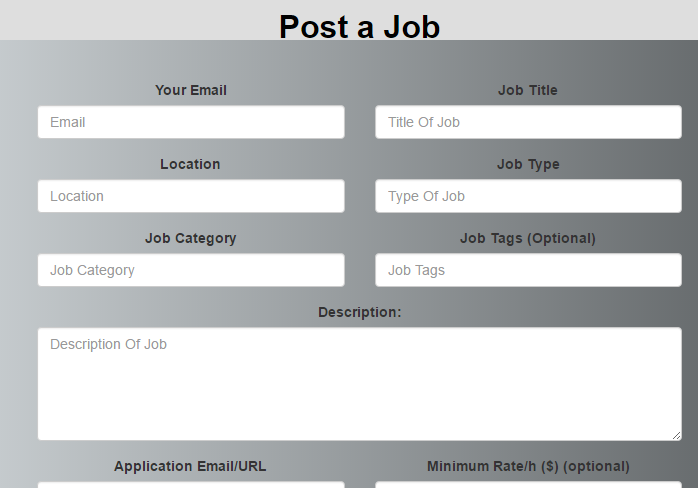 Post a Job
Your Email Job Title
Email Title Of Job
Location Job Type
Location Type Of Job
Job Category Job Tags (Optional)
Job Category Job Tags
Description:
Description Of Job
Application Email/URL Minimum Rate/h ($) (optional)